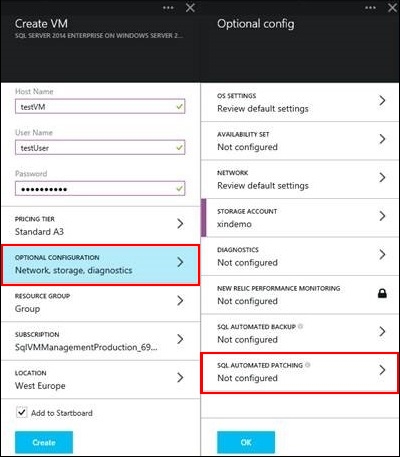 Create VM
SQL SERVER 2014 ENTERPRISE ON WINDOWS SERVER 2...
Host Name
testVM
User Name
testUser
Password
PRICING TIER
Standard A3
OPTIONAL CONFIGURATION
Network, storage, diagnostics
RESOURCE GROUP
Group
SUBSCRIPTION
SqlVMManagementProduction_69...
LOCATION
West Europe
Add to Startboard
Create
Optional config
OS SETTINGS
Review default settings
AVAILABILITY SET
Not configured
NETWORK
Review default settings
STORAGE ACCOUNT
xindemo
DIAGNOSTICS
Not configured
NEW RELIC PERFORMANCE MONITORING
Not configured
SQL AUTOMATED BACKUP
Not configured
SQL AUTOMATED PATCHING
Not configured
OK